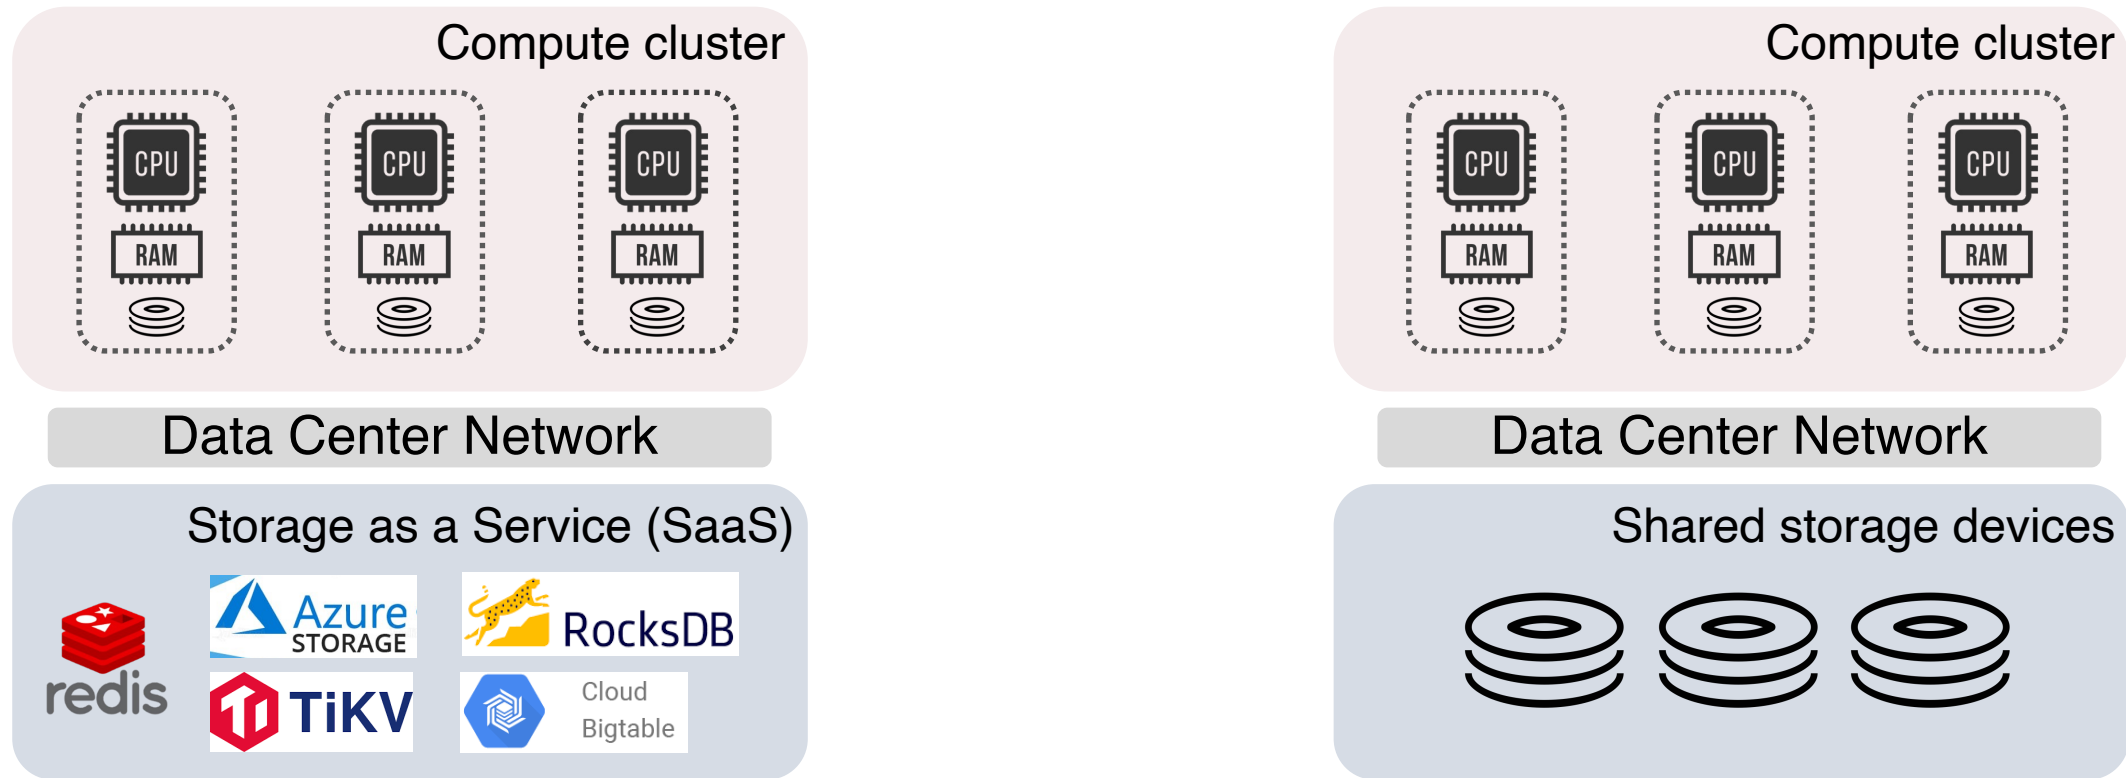 Compute cluster
CPU CPU CPU
RAM RAM RAM
Data Center Network
Storage as a Service (SaaS)
redis
Azure
STORAGE
RocksDB
TiKV
Cloud
Bigtable
Compute cluster
CPU CPU CPU
RAM RAM RAM
Data Center Network
Shared storage devices